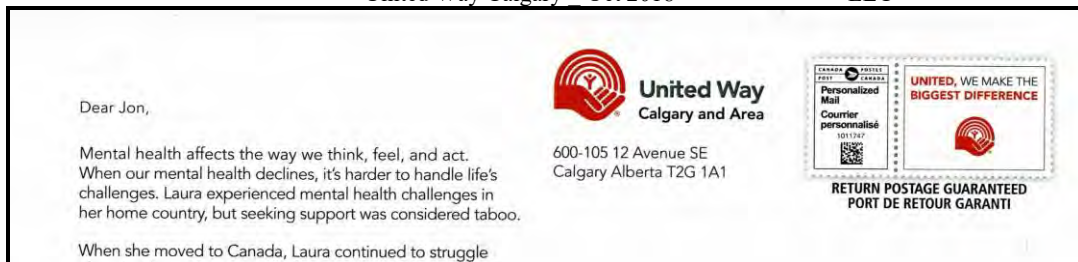 Dear Jon,
Mental health affects the way we think, feel, and act.
When our mental health declines, it's harder to handle life's
challenges. Laura experienced mental health challenges in
her home country, but seeking support was considered taboo.
When she moved to Canada, Laura continued to struggle
United Way
Calgary and Area
600-105 12 Avenue SE
Calgary Alberta T2G 1A1
CANADA POSTES
POST CANADA
Personalized
Mail
Courrier
personnalisé
1011747
UNITED, WE MAKE THE
BIGGEST DIFFERENCE
RETURN POSTAGE GUARANTEED
PORT DE RETOUR GARANTI